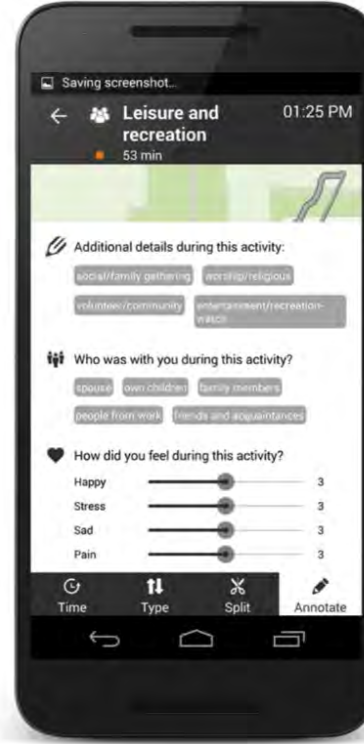 Saving screenshot...
Leisure and
recreation
01:25 PM
53 min
Additional details during this activity:
social/family gathering worship/religious
volunteer/community entertainment/recreation-
watch
Who was with you during this activity?
spouse own children family members
people from work friends and acquaintances
How did you feel during this activity?
Happy 3
Stress 3
Sad 3
Pain 3
Time Type Split Annotate